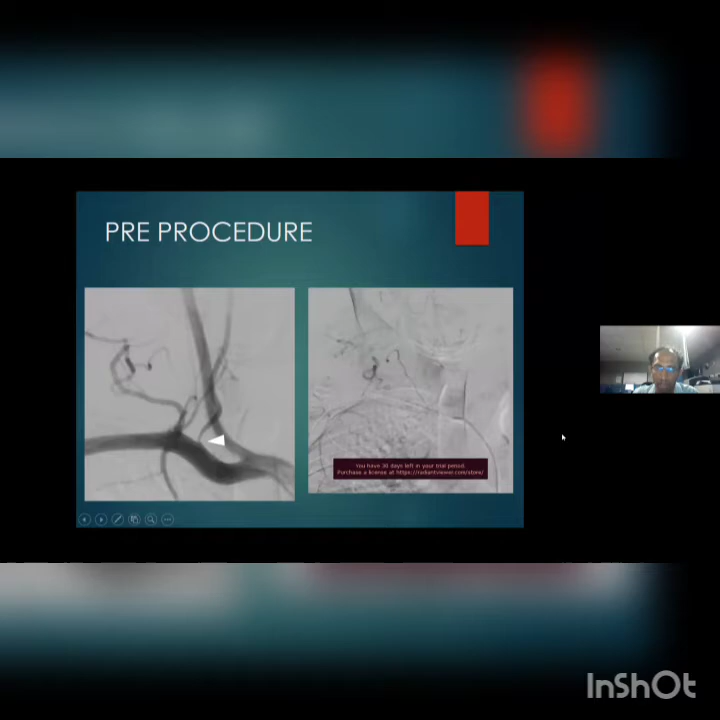 PRE PROCEDURE
You have 30 days left in your trial period.
Purchase a license at https://radiantviewer.com/store/
InShOt